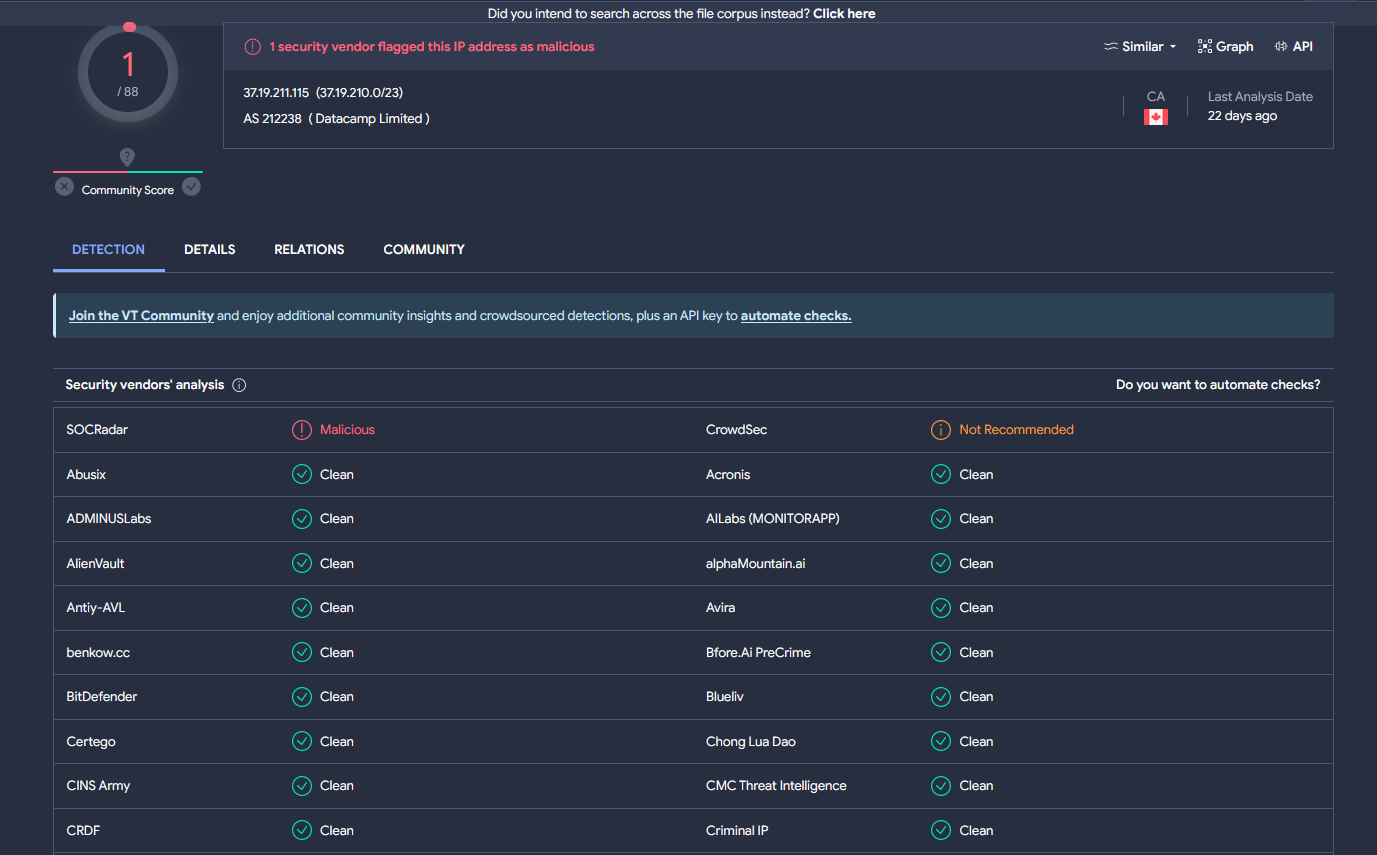 Did you intend to search across the file corpus instead? Click here
1
/ 88
1 security vendor flagged this IP address as malicious
Similar
Graph
API
37.19.211.115 (37.19.210.0/23)
AS 212238 ( Datacamp Limited )
CA
Last Analysis Date
22 days ago
?
Community Score
DETECTION
DETAILS
RELATIONS
COMMUNITY
Join the VT Community and enjoy additional community insights and crowdsourced detections, plus an API key to automate checks.
Security vendors' analysis
Do you want to automate checks?
SOCRadar
Malicious
CrowdSec
Not Recommended
Abusix
Clean
Acronis
Clean
ADMINUSLabs
Clean
AILabs (MONITORAPP)
Clean
AlienVault
Clean
alphaMountain.ai
Clean
Antiy-AVL
Clean
Avira
Clean
benkow.cc
Clean
Bfore.Ai PreCrime
Clean
BitDefender
Clean
Blueliv
Clean
Certego
Clean
Chong Lua Dao
Clean
CINS Army
Clean
CMC Threat Intelligence
Clean
CRDF
Clean
Criminal IP
Clean